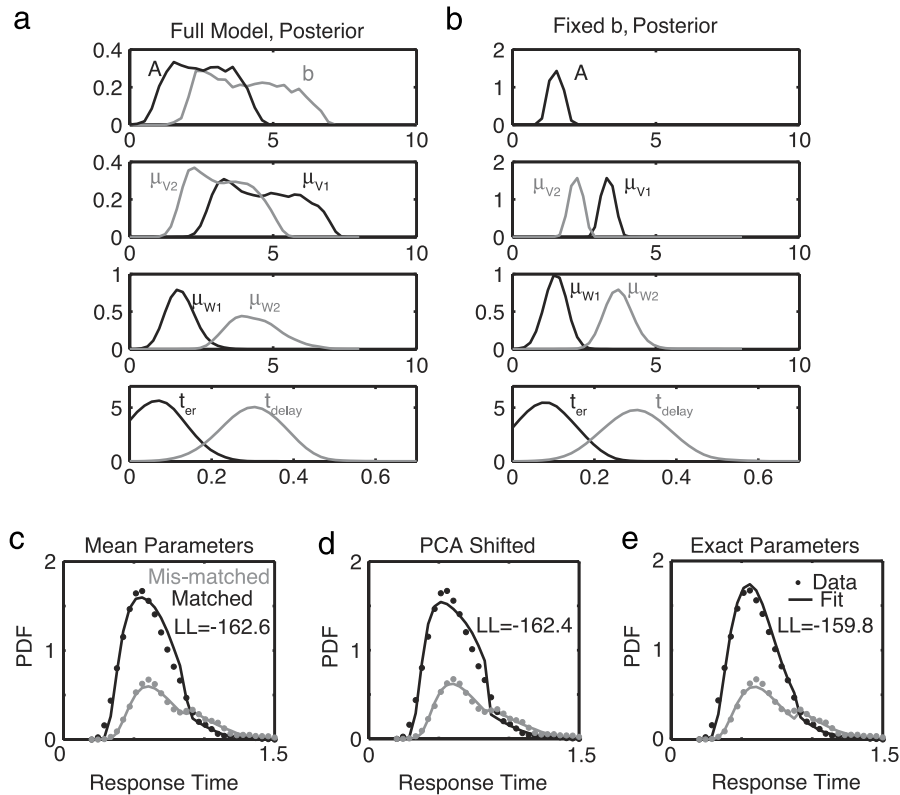 a
Full Model, Posterior
0.4
0.2
0
A
b
0
5
10
0.4
0.2
0
μV2
μV1
0
5
10
1
0.5
0
μW1
μW2
0
5
10
5
0
ter
tdelay
0
0.2
0.4
0.6
b
Fixed b, Posterior
2
1
0
A
0
5
10
2
1
0
μV2
μV1
0
5
10
1
0.5
0
μW1
μW2
0
5
10
5
0
ter
tdelay
0
0.2
0.4
0.6
c
Mean Parameters
2
1
0
PDF
Mis-matched
Matched
LL=-162.6
0
1.5
Response Time
d
PCA Shifted
2
1
0
PDF
LL=-162.4
0
1.5
Response Time
e
Exact Parameters
2
1
0
PDF
Data
Fit
LL=-159.8
0
1.5
Response Time